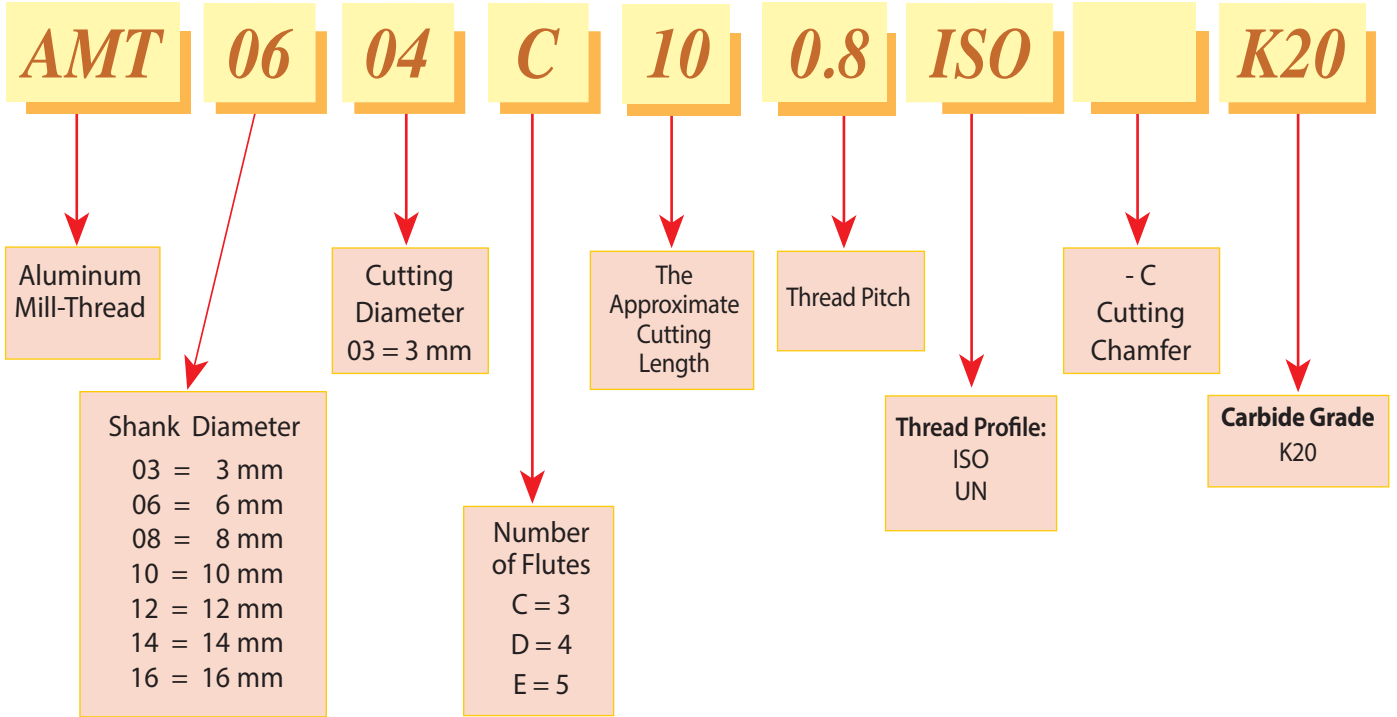 AMT 06 04 C 10 0.8 ISO K20
Aluminum
Mill-Thread
Shank Diameter
03 = 3 mm
06 = 6 mm
08 = 8 mm
10 = 10 mm
12 = 12 mm
14 = 14 mm
16 = 16 mm
Cutting
Diameter
03 = 3 mm
Number
of Flutes
C = 3
D = 4
E = 5
The
Approximate
Cutting
Length
Thread Pitch
Thread Profile:
ISO
UN
- C
Cutting
Chamfer
Carbide Grade
K20